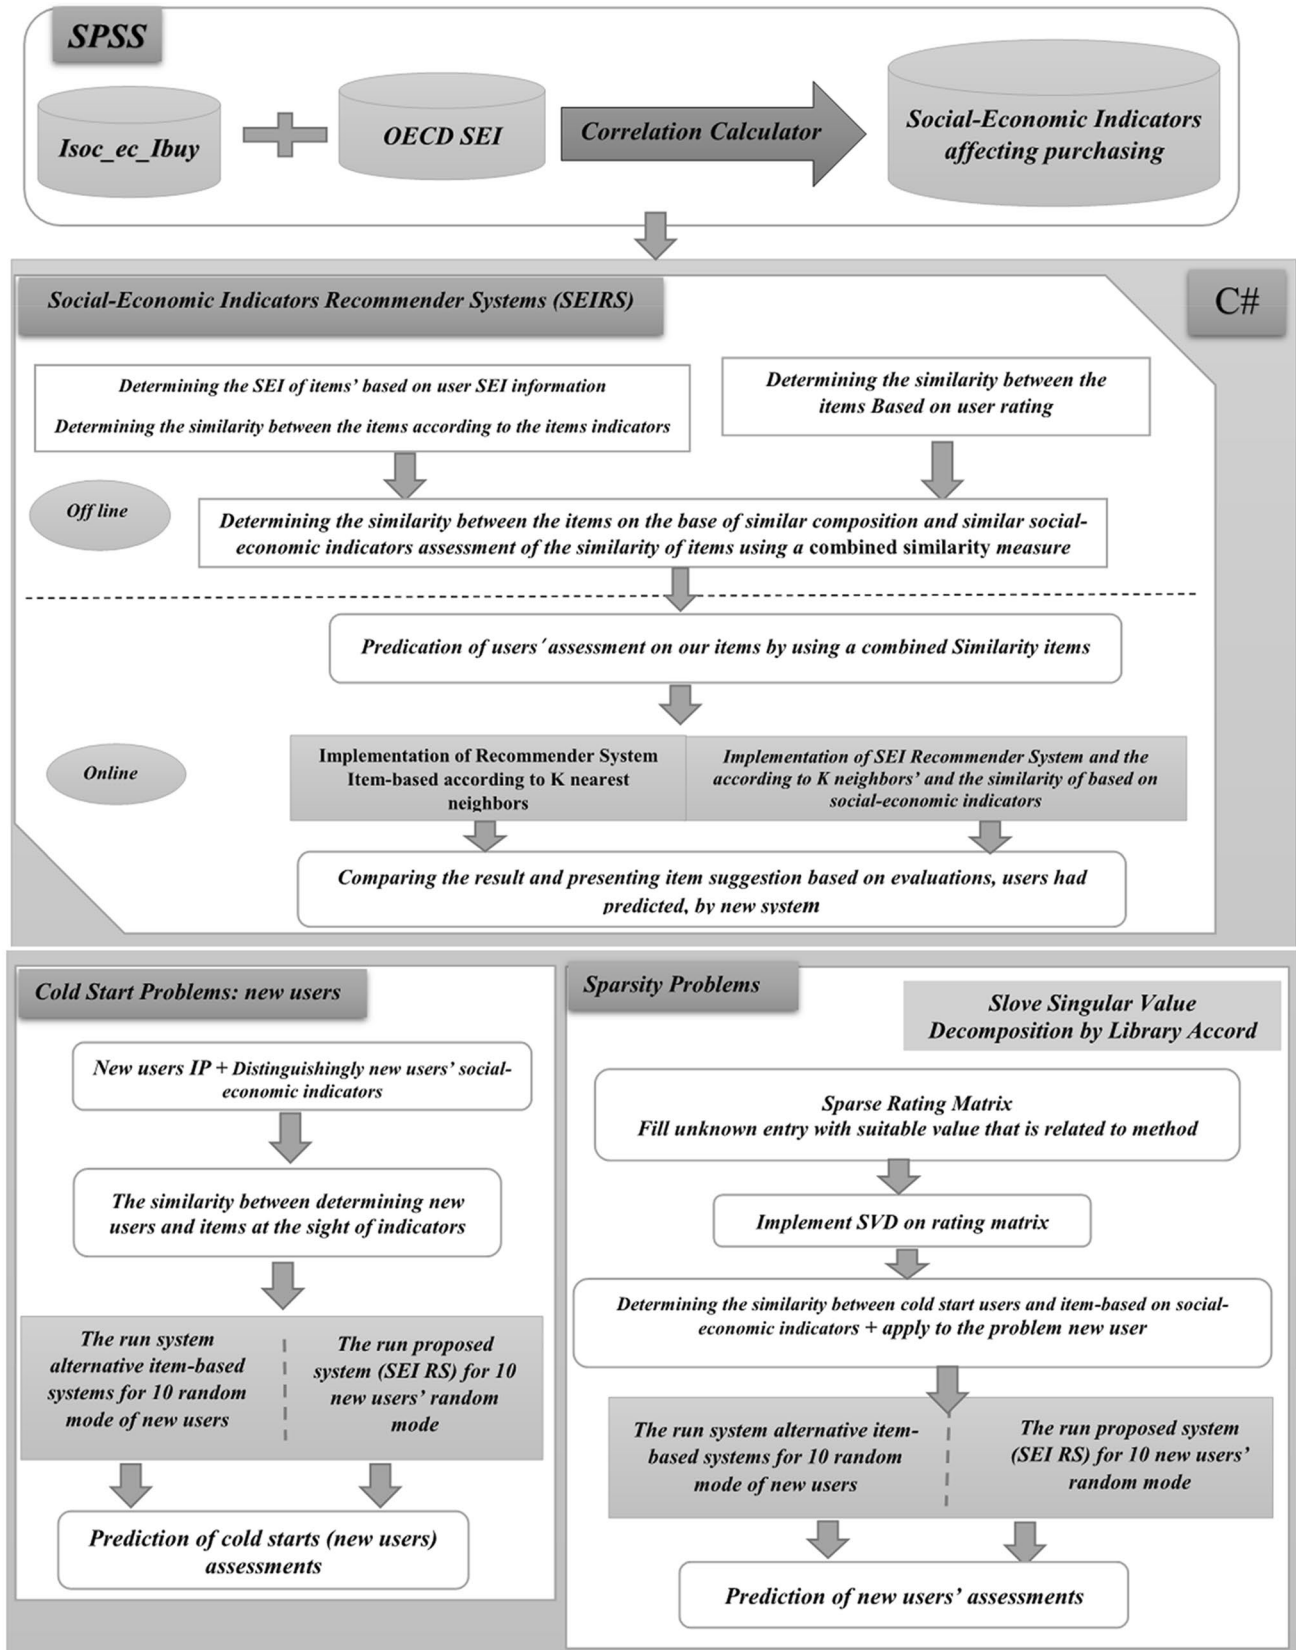 SPSS
Isoc_ec_Ibuy
OECD SEI
Correlation Calculator
Social-Economic Indicators
affecting purchasing
Social-Economic Indicators Recommender Systems (SEIRS)
C#
Determining the SEI of items’ based on user SEI information
Determining the similarity between the items according to the items indicators
Determining the similarity between the
items Based on user rating
Off line
Determining the similarity between the items on the base of similar composition and similar social-
economic indicators assessment of the similarity of items using a combined similarity measure
Predication of users´assessment on our items by using a combined Similarity items
Online
Implementation of Recommender System
Item-based according to K nearest
neighbors
Implementation of SEI Recommender System and the
according to K neighbors’ and the similarity of based on
social-economic indicators
Comparing the result and presenting item suggestion based on evaluations, users had
predicted, by new system
Cold Start Problems: new users
New users IP + Distinguishingly new users’ social-
economic indicators
The similarity between determining new
users and items at the sight of indicators
The run system
alternative item-based
systems for 10 random
mode of new users
The run proposed
system (SEI RS) for 10
new users’ random
mode
Prediction of cold starts (new users)
assessments
Sparsity Problems
Slove Singular Value
Decomposition by Library Accord
Sparse Rating Matrix
Fill unknown entry with suitable value that is related to method
Implement SVD on rating matrix
Determining the similarity between cold start users and item-based on social-
economic indicators + apply to the problem new user
The run system alternative item-
based systems for 10 random
mode of new users
The run proposed system
(SEI RS) for 10 new users’
random mode
Prediction of new users’ assessments